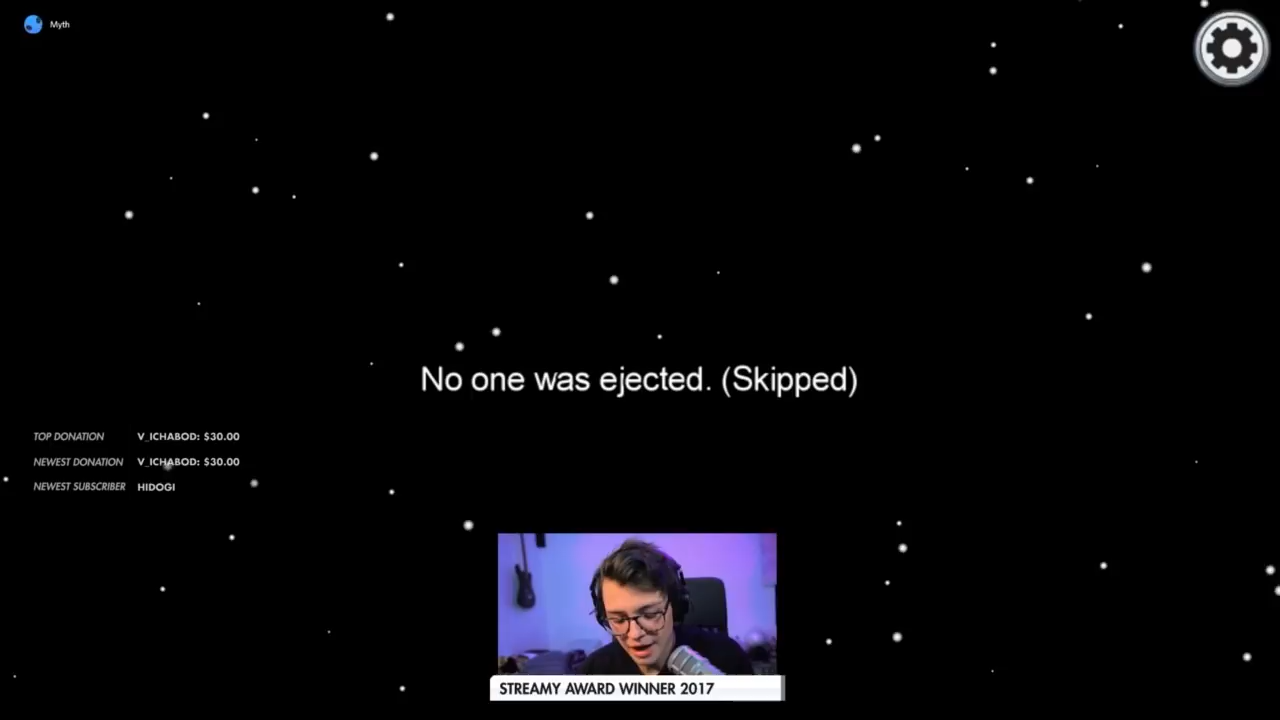 Myth
No one was ejected. (Skipped)
TOP DONATION V_ICHABOD: $30.00
NEWEST DONATION V_ICHABOD: $30.00
NEWEST SUBSCRIBER HIDOGI
STREAMY AWARD WINNER 2017